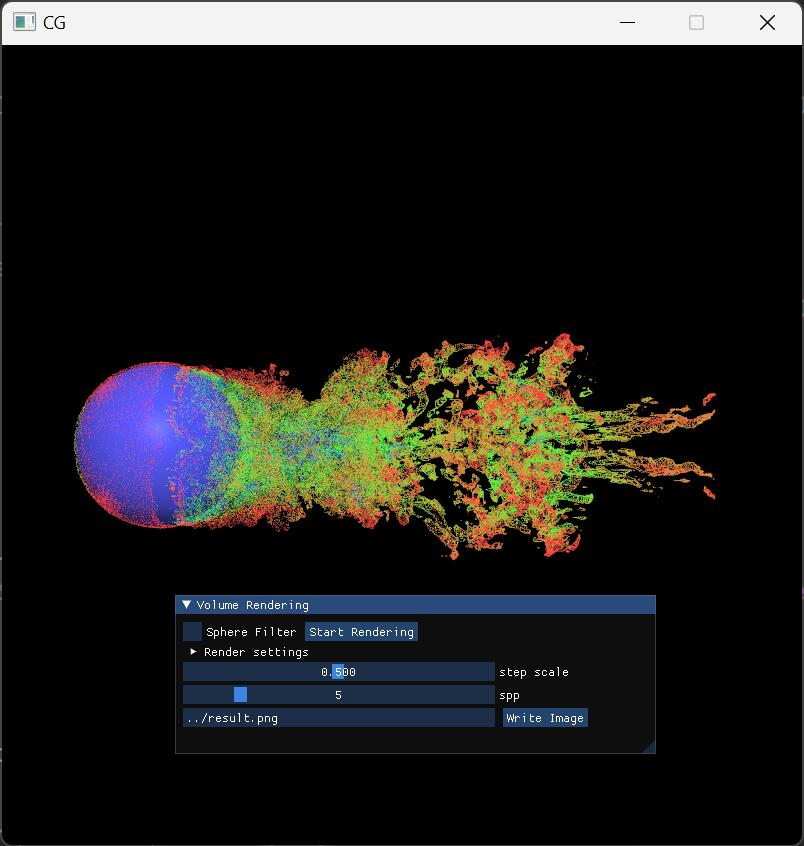 CG
Volume Rendering
Sphere Filter Start Rendering
Render settings
0.500 step scale
5 spp
../result.png Write Image